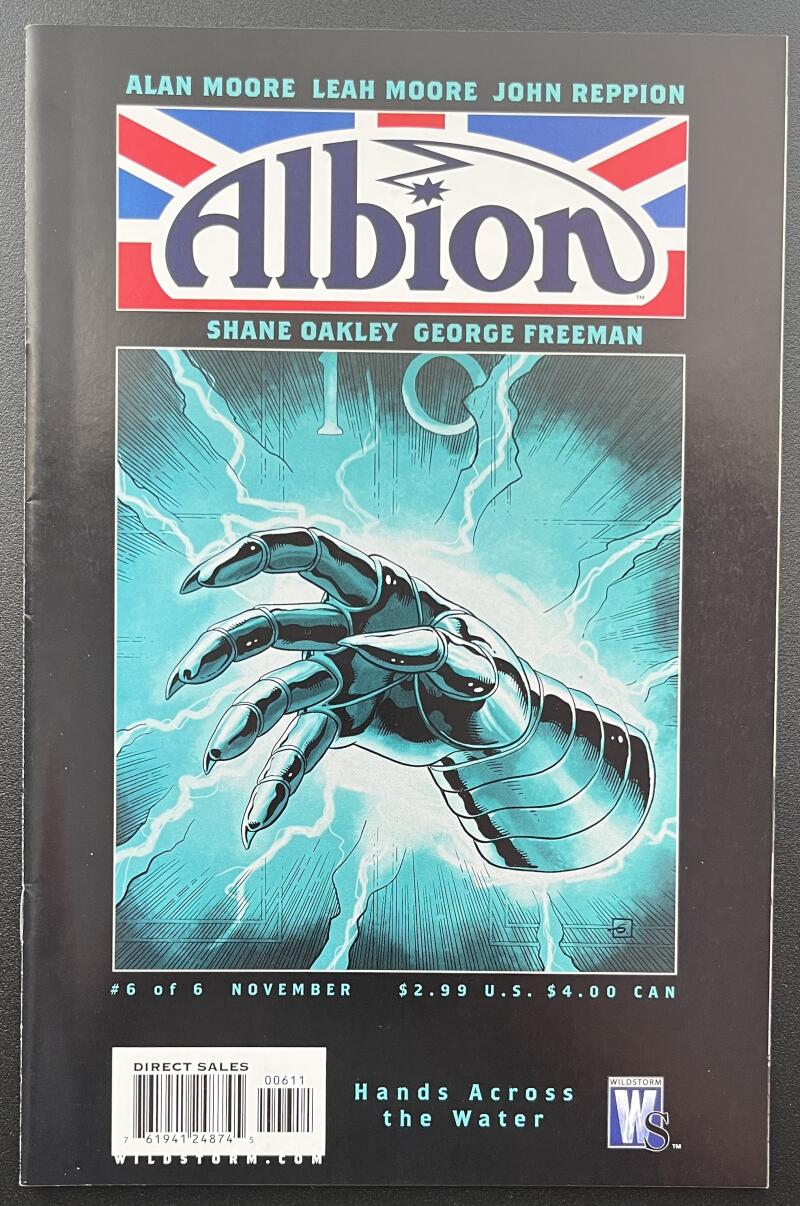 ALAN MOORE LEAH MOORE JOHN REPPION
Albion
TM
SHANE OAKLEY GEORGE FREEMAN
10
G.
#6 of 6 NOVEMBER $2.99 U.S. $4.00 CAN
DIRECT SALES
00611
7 61941 24874 5
WILDSTORM.COM
Hands Across
the Water
WILDSTORM
WS
TM